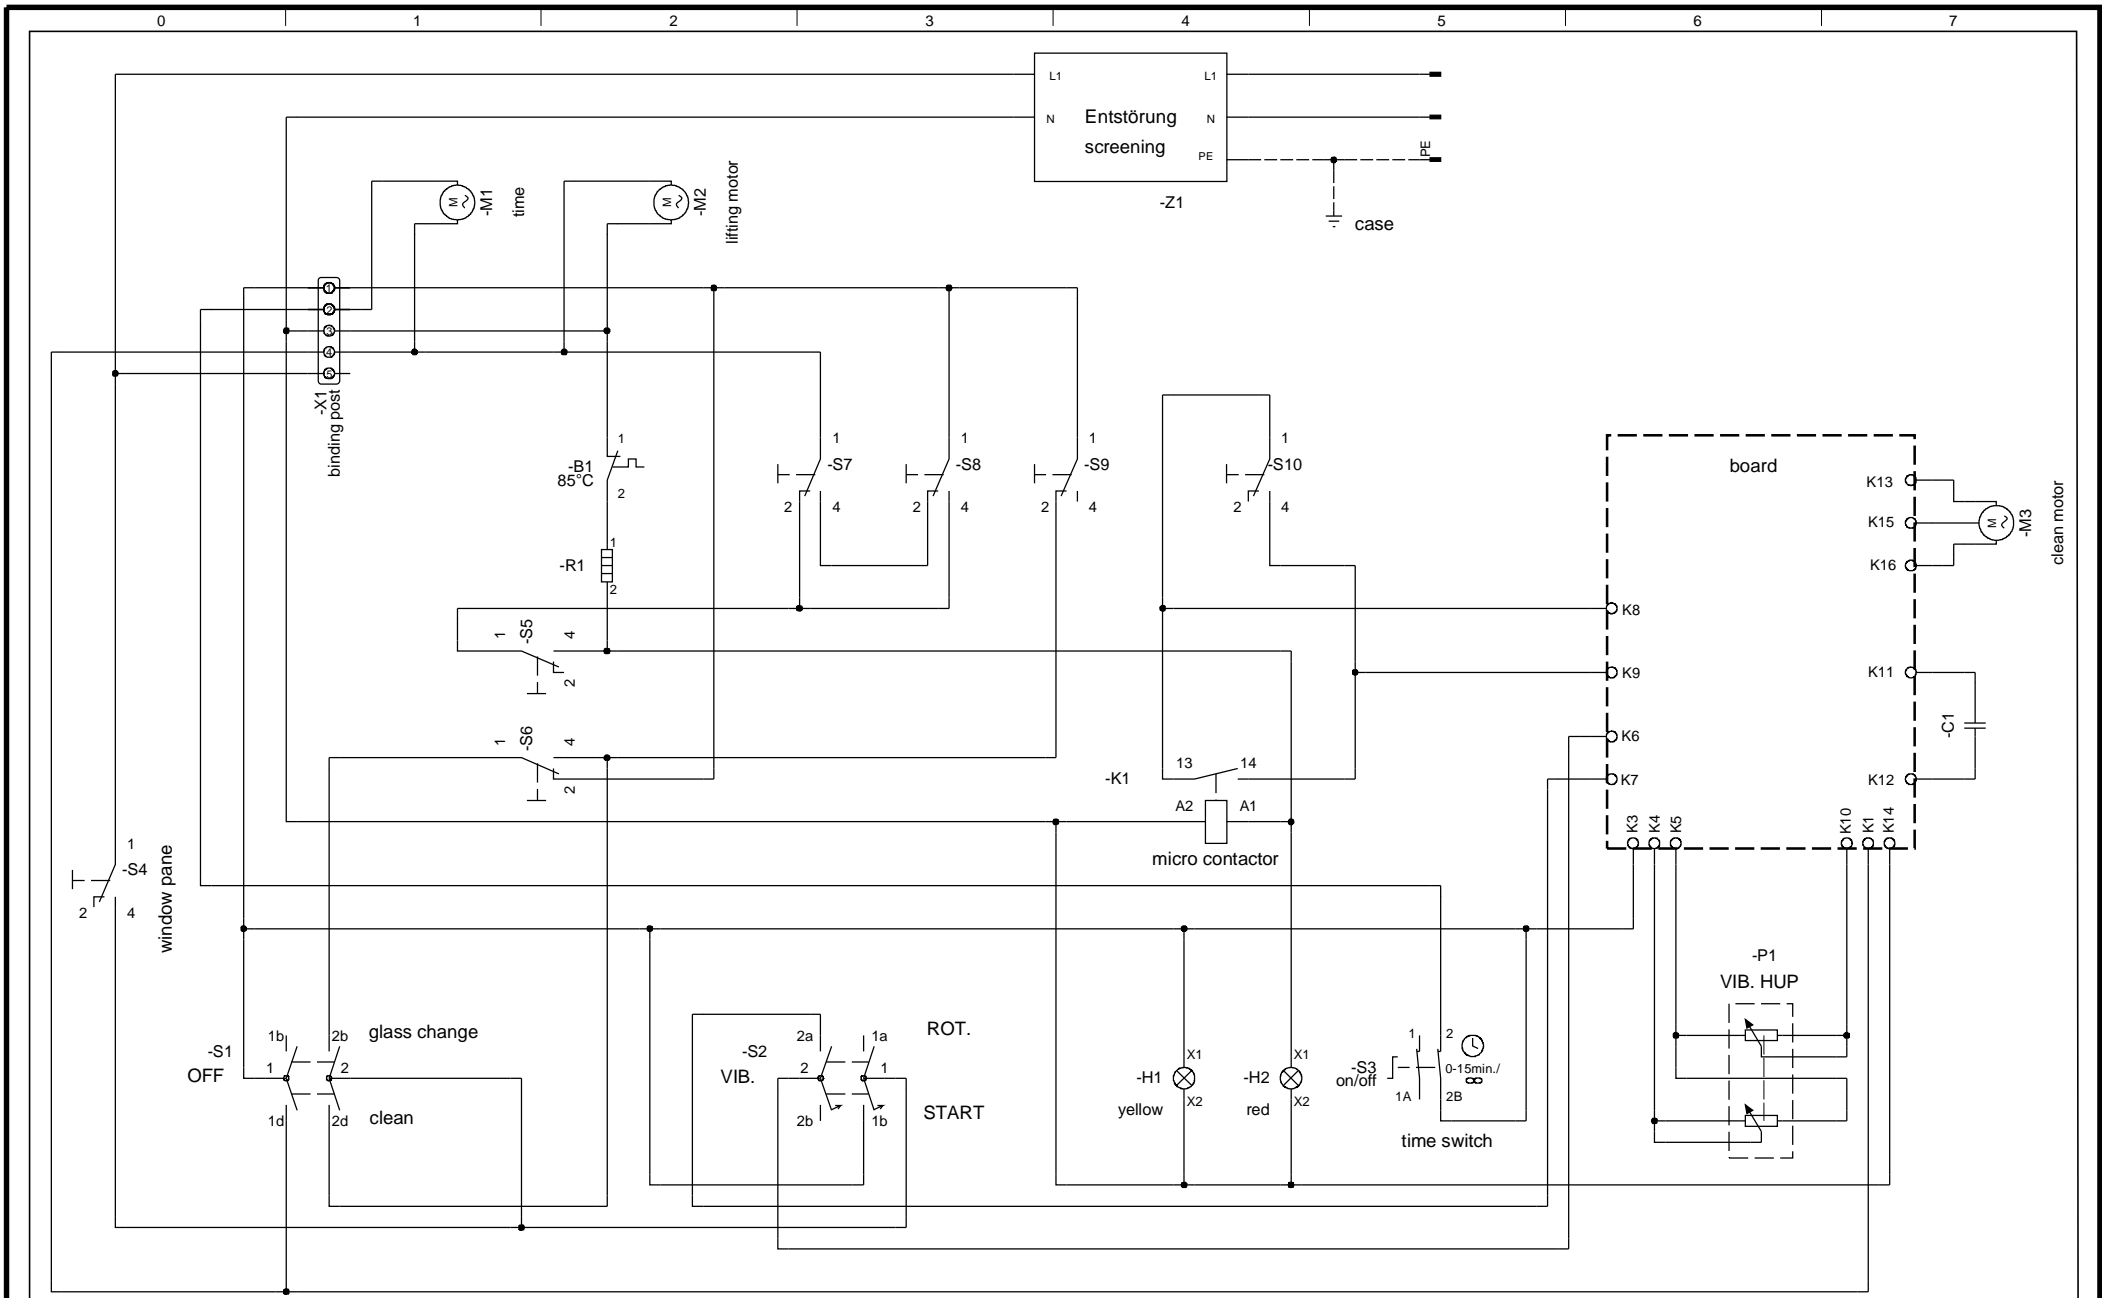 0 1 2 3 4 5 6 7
L1 L1
N Entstörung N
screening
PE PE
-Z1
case
M -M1 time
M -M2 lifting motor
1
2
3
4
5
-X1
binding post
1
-B1
85°C
2
1
-R1
2
1
-S7
2 4
1
-S8
2 4
1
-S9
2 4
1
-S10
2 4
board
K13
K15
K16
M -M3 clean motor
K8
K9
K6
K7
K11
K12
-C1
K3 K4 K5 K10 K1 K14
1 -S5 4
2
1 -S6 4
2
-K1 13 14
A2 A1
micro contactor
1
-S4
2 4
window pane
-P1
VIB. HUP
1b 2b glass change
-S1 1 2
OFF
1d 2d clean
2a 1a ROT.
-S2 2 1
VIB.
2b 1b START
X1
-H1
X2
yellow
X1
-H2
X2
red
1 2
-S3 0-15min./
on/off ∞
1A 2B
time switch